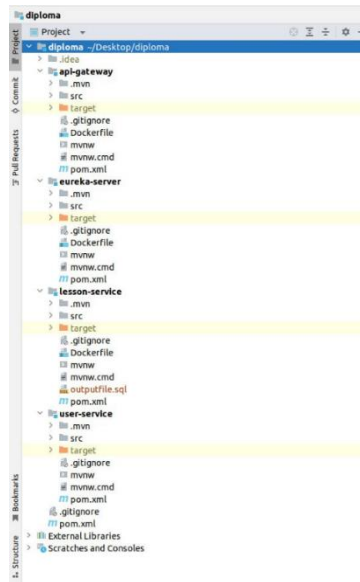 diploma
Project
diploma ~/Desktop/diploma
.idea
api-gateway
.mvn
src
target
.gitignore
Dockerfile
mvnw
mvnw.cmd
pom.xml
eureka-server
.mvn
src
target
.gitignore
Dockerfile
mvnw
mvnw.cmd
pom.xml
lesson-service
.mvn
src
target
.gitignore
Dockerfile
mvnw
mvnw.cmd
outputfile.sql
pom.xml
user-service
.mvn
src
target
.gitignore
mvnw
mvnw.cmd
pom.xml
.gitignore
pom.xml
External Libraries
Scratches and Consoles
Project
Commit
Pull Requests
Bookmarks
Structure